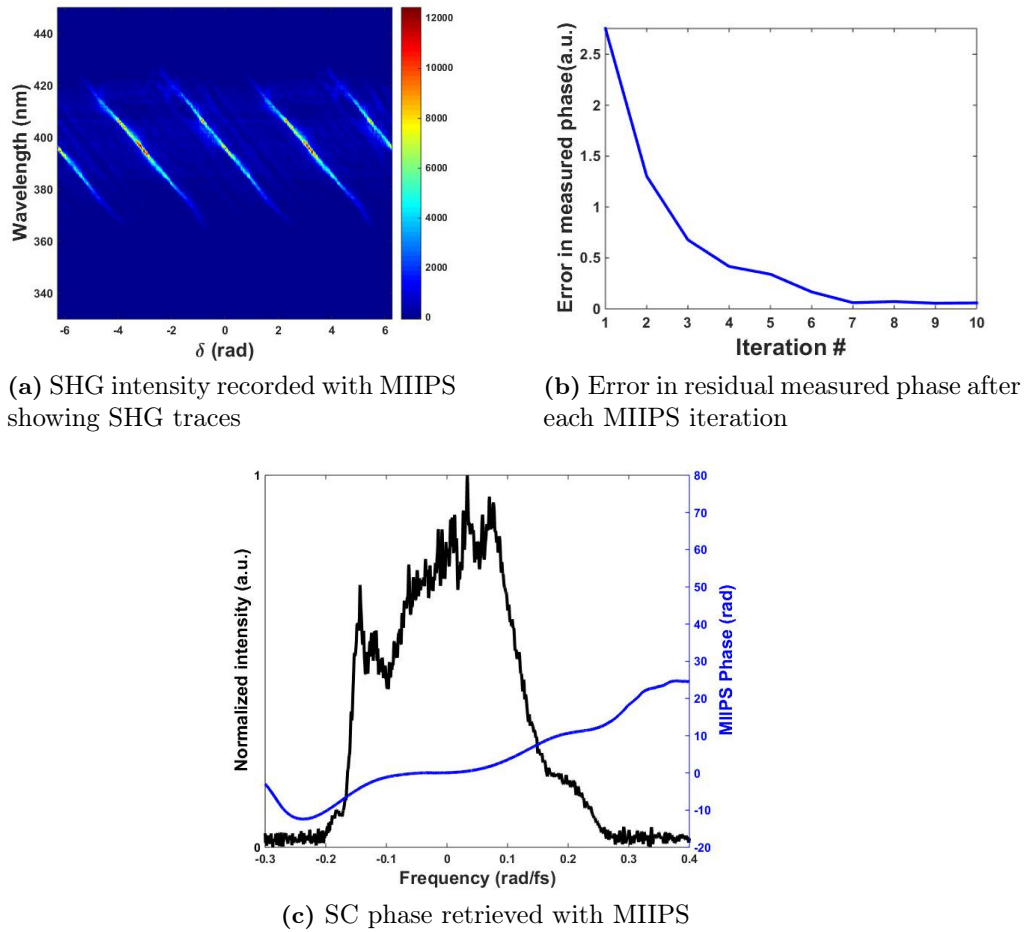 440
420
400
380
360
340
Wavelength (nm)
-6 -4 -2 0 2 4 6
δ (rad)
12000
10000
8000
6000
4000
2000
0
2.5
2
1.5
1
0.5
0
Error in measured phase(a.u.)
1 2 3 4 5 6 7 8 9 10
Iteration #
(a) SHG intensity recorded with MIIPS
showing SHG traces
(b) Error in residual measured phase after
each MIIPS iteration
1
0
Normalized intensity (a.u.)
80
70
60
50
40
30
20
10
0
-10
-20
MIIPS Phase (rad)
-0.3 -0.2 -0.1 0 0.1 0.2 0.3 0.4
Frequency (rad/fs)
(c) SC phase retrieved with MIIPS